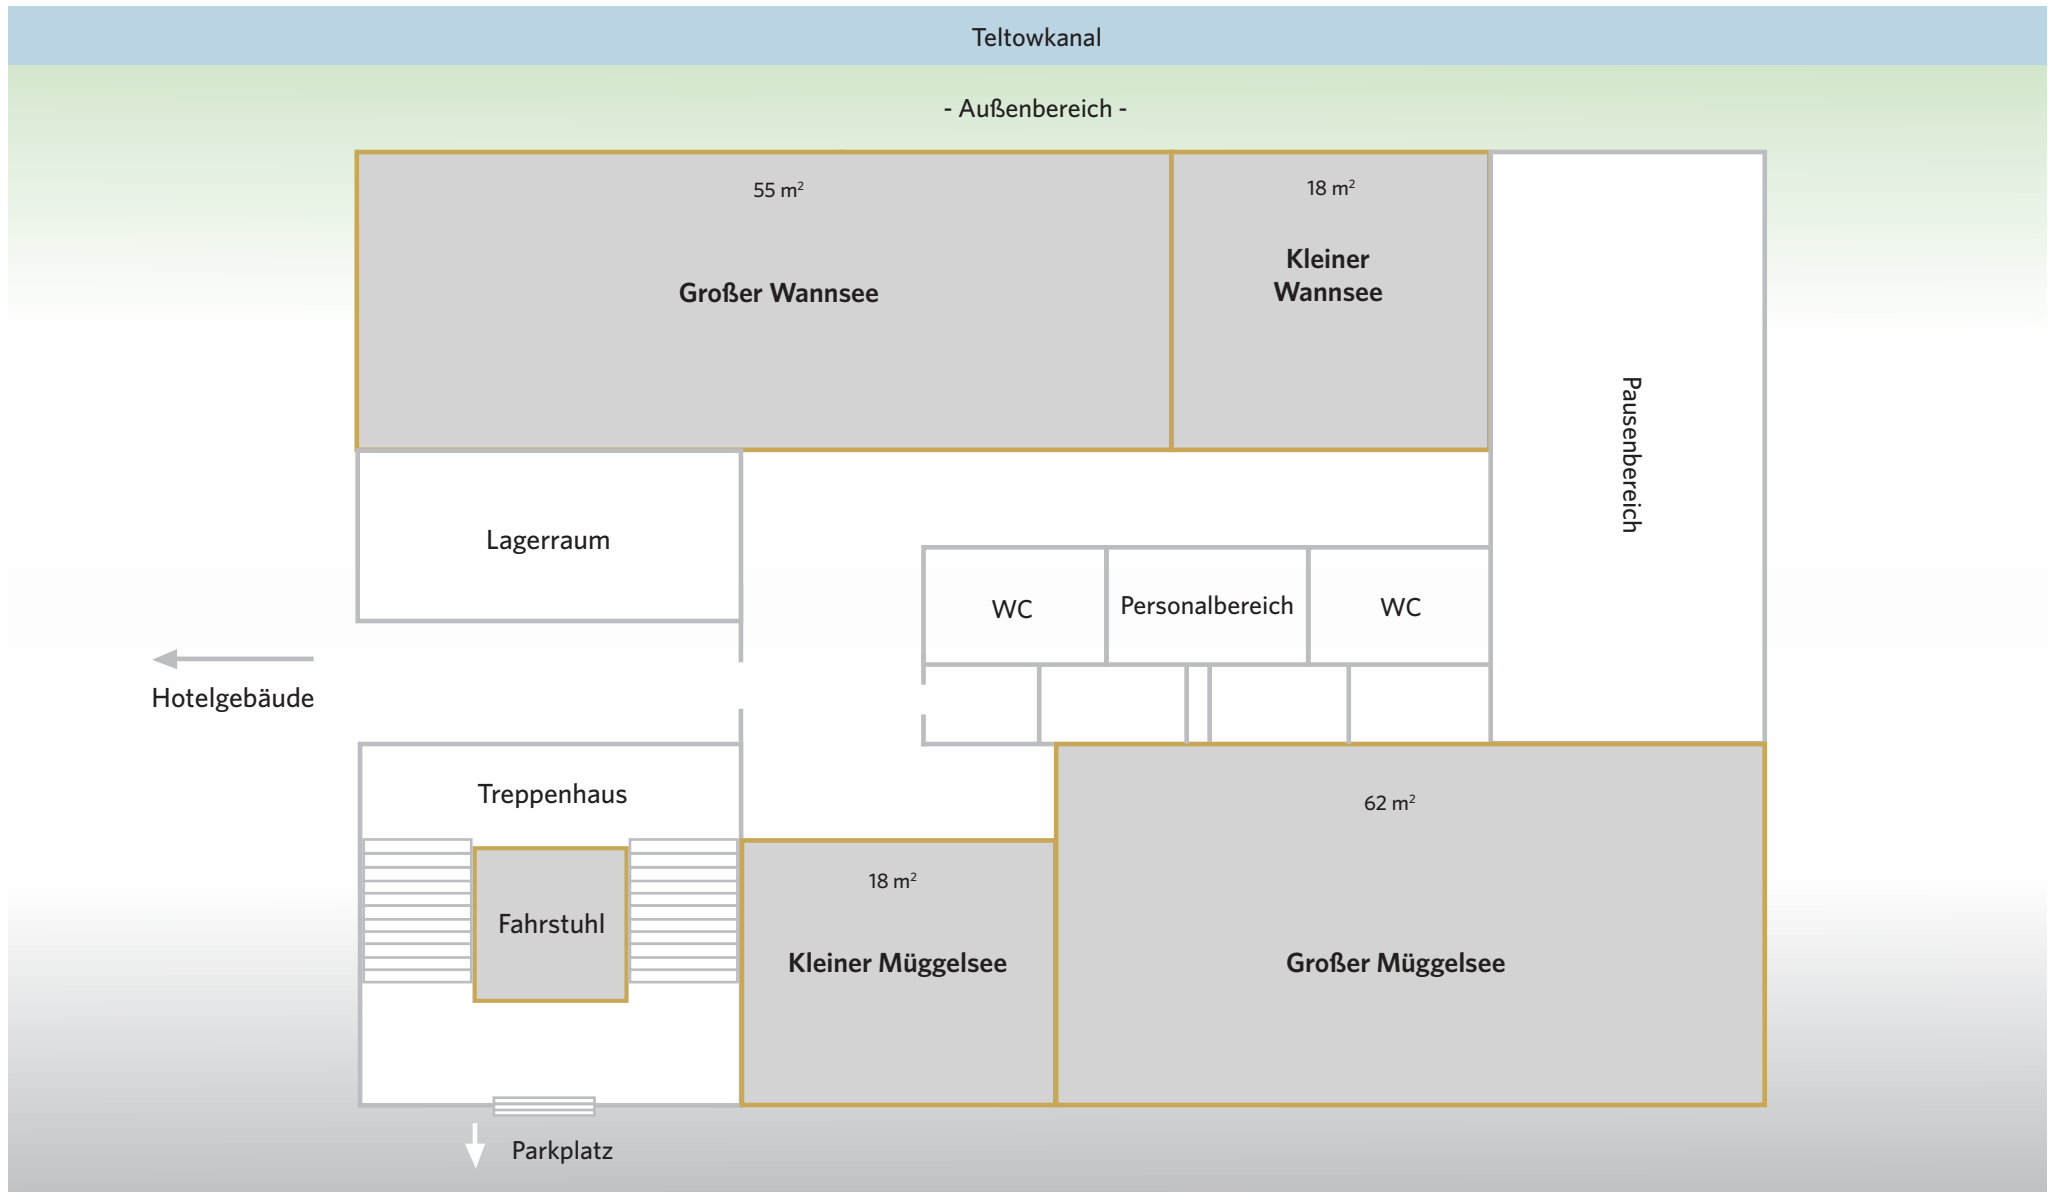 Teltowkanal
- Außenbereich -
55 m²
18 m²
Großer Wannsee
Kleiner
Wannsee
Pausenbereich
Lagerraum
WC
Personalbereich
WC
Hotelgebäude
Treppenhaus
62 m²
18 m²
Fahrstuhl
Kleiner Müggelsee
Großer Müggelsee
Parkplatz